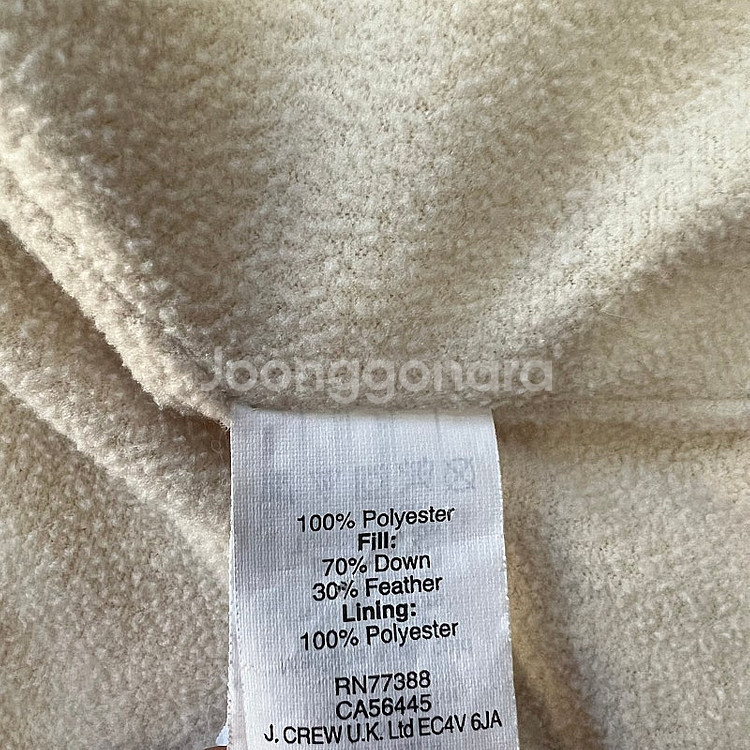 Joonggonara
100% Polyester
Fill:
70% Down
30% Feather
Lining:
100% Polyester
RN77388
CA56445
J. CREW U.K. Ltd EC4V 6JA